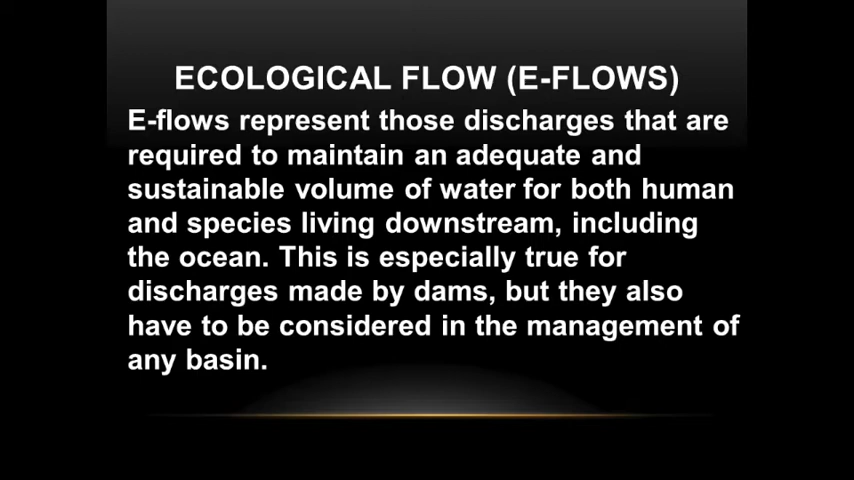 ECOLOGICAL FLOW (E-FLOWS)
E-flows represent those discharges that are
required to maintain an adequate and
sustainable volume of water for both human
and species living downstream, including
the ocean. This is especially true for
discharges made by dams, but they also
have to be considered in the management of
any basin.